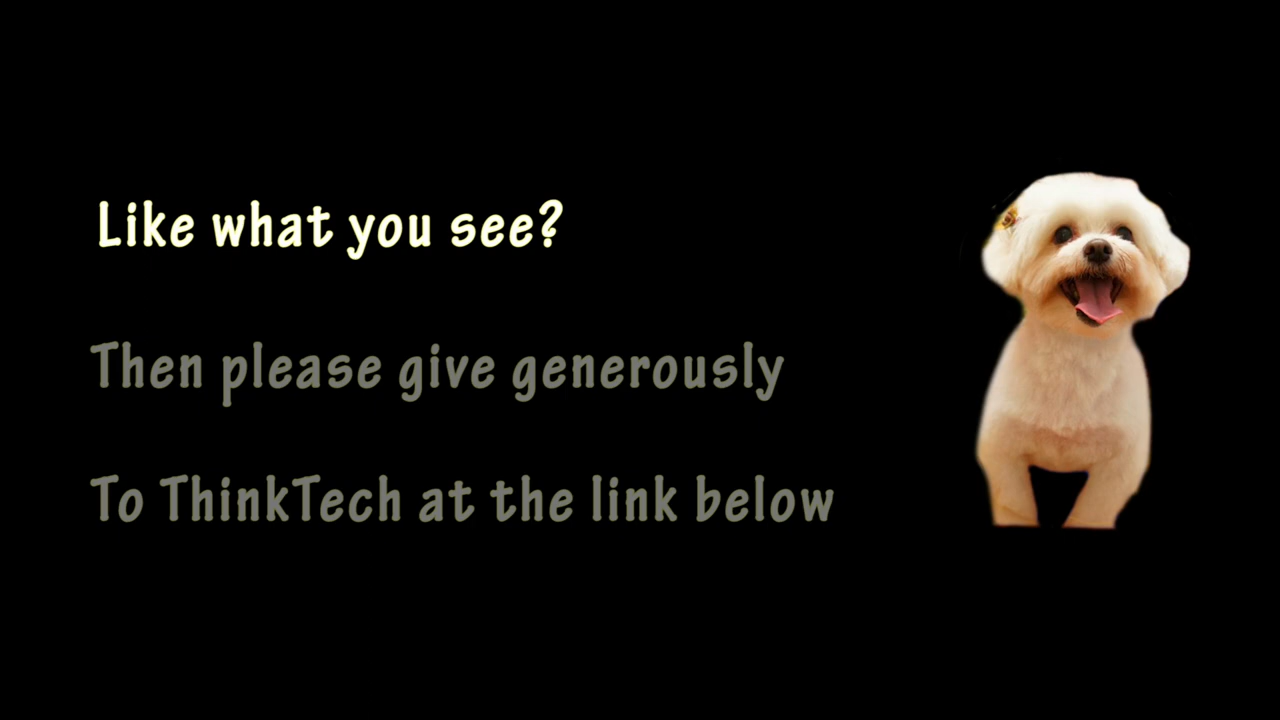 Like what you see?
Then please give generously
To ThinkTech at the link below